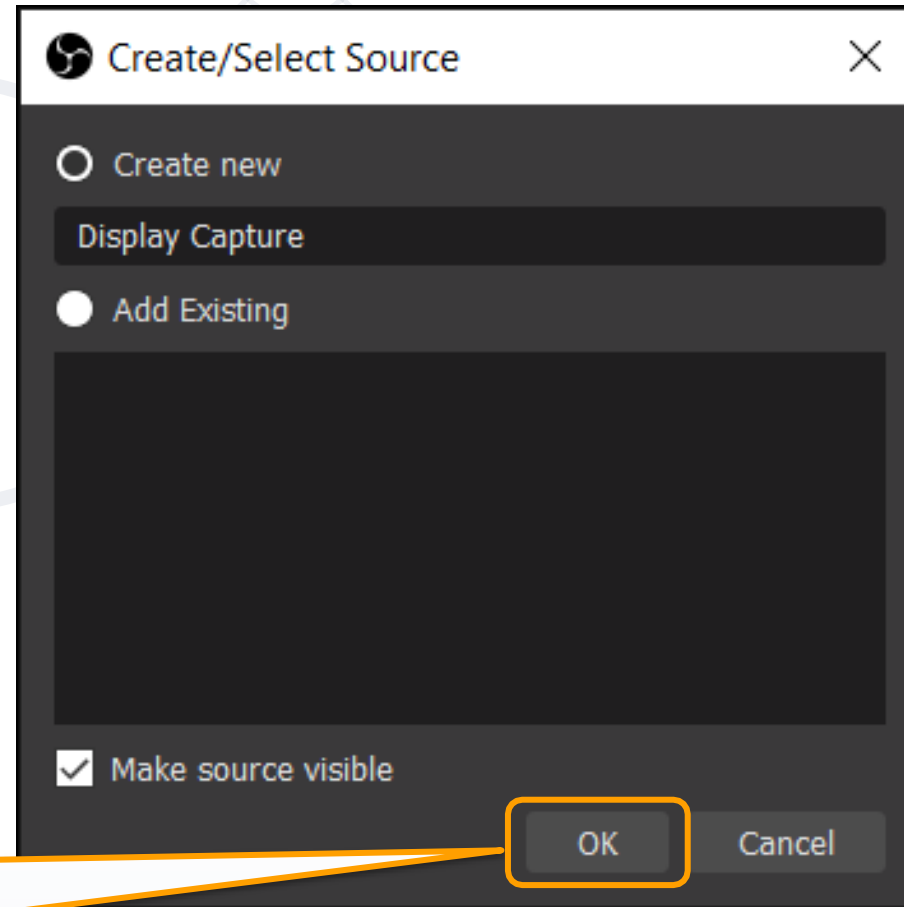 Create/Select Source
Create new
Display Capture
Add Existing
Make source visible
OK Cancel